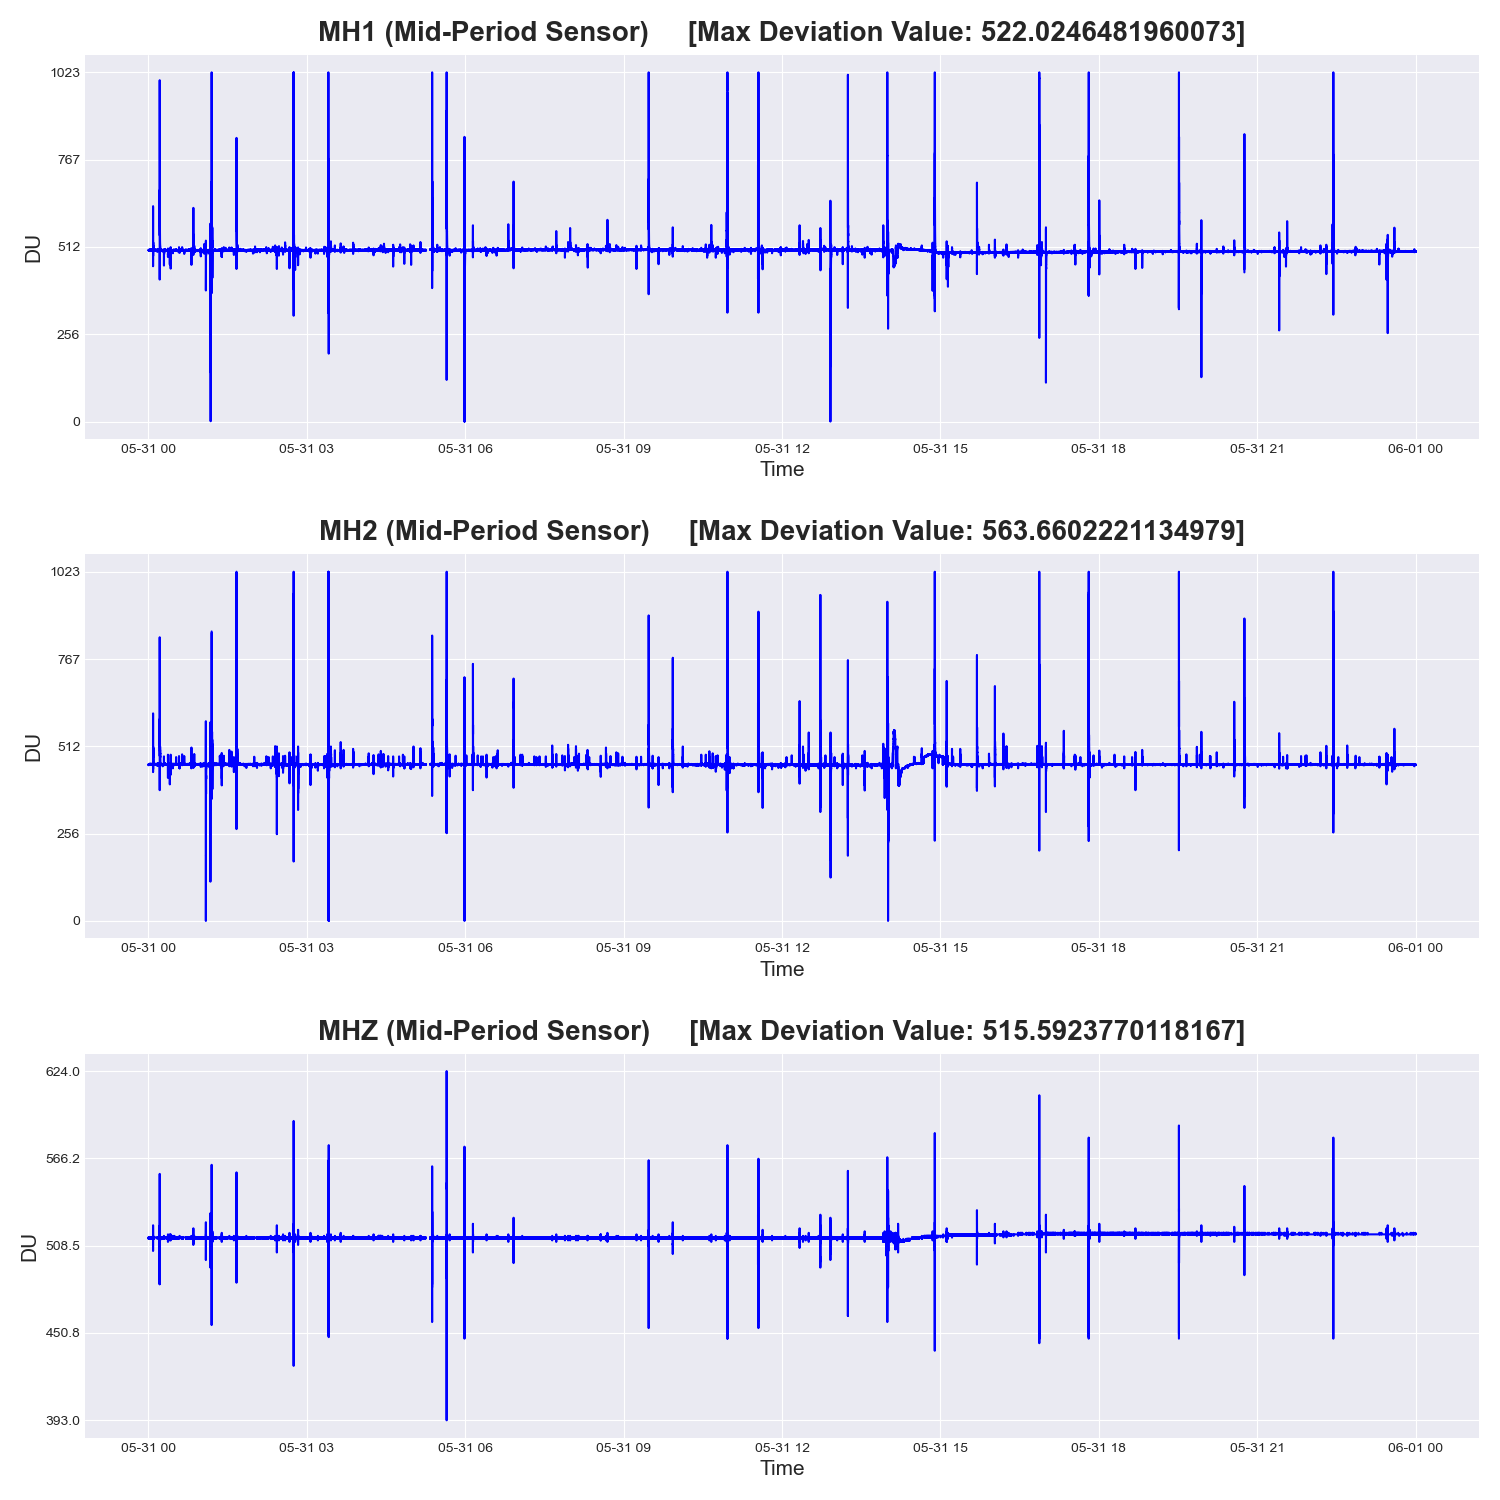 MH1 (Mid-Period Sensor) [Max Deviation Value: 522.0246481960073]
1023
767
512
256
0
DU
05-31 00 05-31 03 05-31 06 05-31 09 05-31 12 05-31 15 05-31 18 05-31 21 06-01 00
Time
MH2 (Mid-Period Sensor) [Max Deviation Value: 563.6602221134979]
1023
767
512
256
0
DU
05-31 00 05-31 03 05-31 06 05-31 09 05-31 12 05-31 15 05-31 18 05-31 21 06-01 00
Time
MHZ (Mid-Period Sensor) [Max Deviation Value: 515.5923770118167]
624.0
566.2
508.5
450.8
393.0
DU
05-31 00 05-31 03 05-31 06 05-31 09 05-31 12 05-31 15 05-31 18 05-31 21 06-01 00
Time